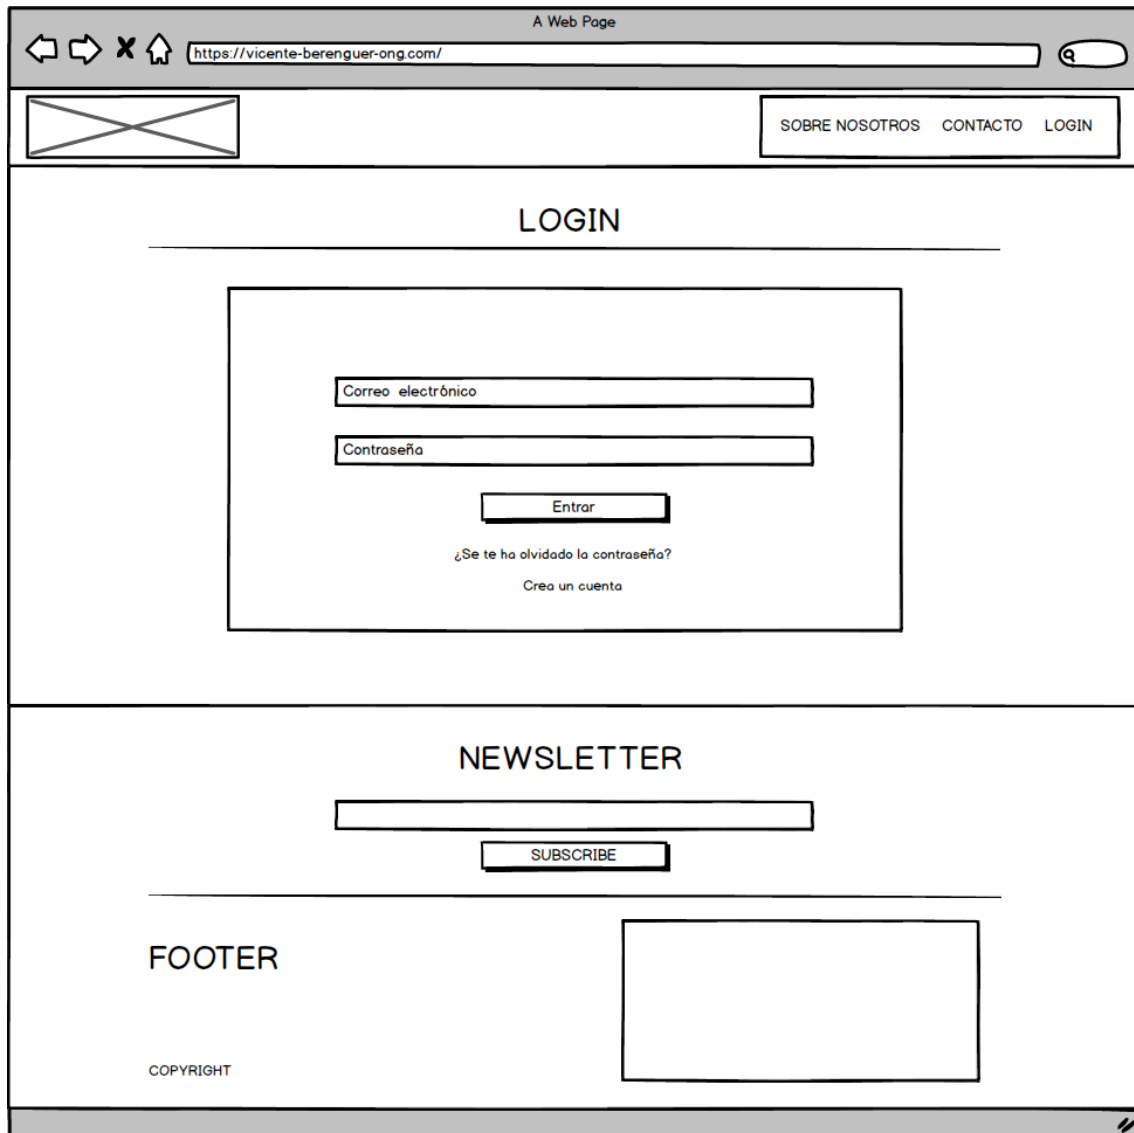 A Web Page
https://vicente-berenguer-ong.com/
SOBRE NOSOTROS CONTACTO LOGIN
LOGIN
Correo electrónico
Contraseña
Entrar
¿Se te ha olvidado la contraseña?
Crea un cuenta
NEWSLETTER
SUBSCRIBE
FOOTER
COPYRIGHT